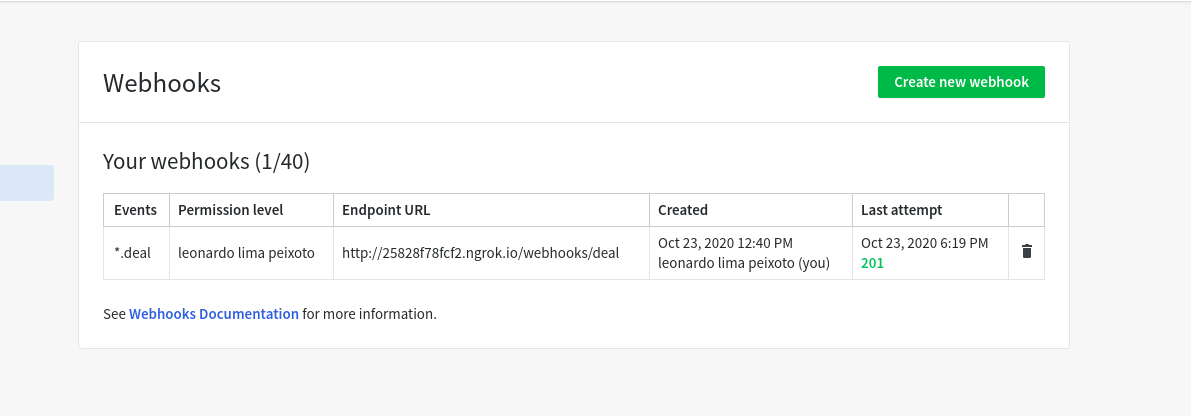 Webhooks
Create new webhook
Your webhooks (1/40)
Events Permission level Endpoint URL Created Last attempt
*.deal leonardo lima peixoto http://25828f78fcf2.ngrok.io/webhooks/deal Oct 23, 2020 12:40 PM Oct 23, 2020 6:19 PM
leonardo lima peixoto (you) 201
See Webhooks Documentation for more information.